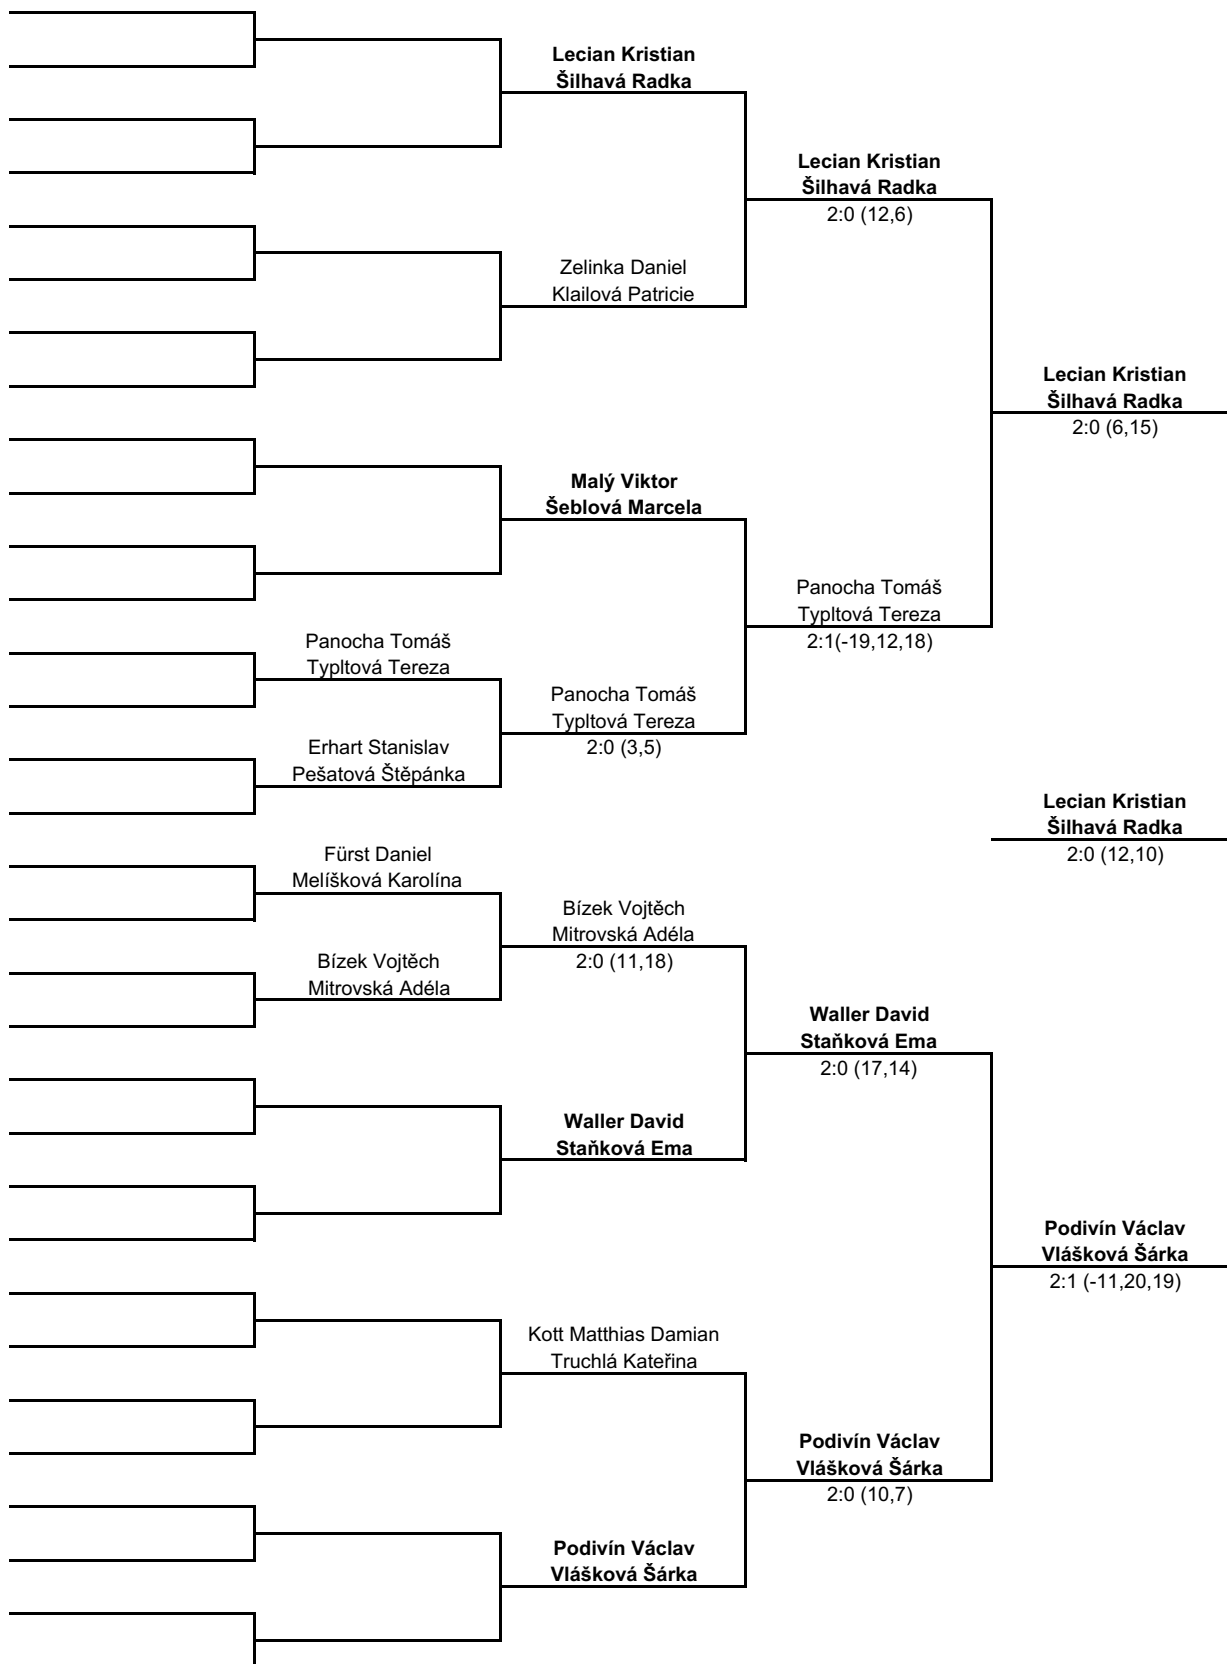 Lecian Kristian
Šilhavá Radka
Lecian Kristian
Šilhavá Radka
2:0 (12,6)
Zelinka Daniel
Klailová Patricie
Lecian Kristian
Šilhavá Radka
2:0 (6,15)
Malý Viktor
Šeblová Marcela
Panocha Tomáš
Typltová Tereza
2:1(-19,12,18)
Panocha Tomáš
Typltová Tereza
Panocha Tomáš
Typltová Tereza
2:0 (3,5)
Erhart Stanislav
Pešatová Štěpánka
Lecian Kristian
Šilhavá Radka
2:0 (12,10)
Fürst Daniel
Melíšková Karolína
Bízek Vojtěch
Mitrovská Adéla
2:0 (11,18)
Bízek Vojtěch
Mitrovská Adéla
Waller David
Staňková Ema
2:0 (17,14)
Waller David
Staňková Ema
Podivín Václav
Vlášková Šárka
2:1 (-11,20,19)
Kott Matthias Damian
Truchlá Kateřina
Podivín Václav
Vlášková Šárka
2:0 (10,7)
Podivín Václav
Vlášková Šárka